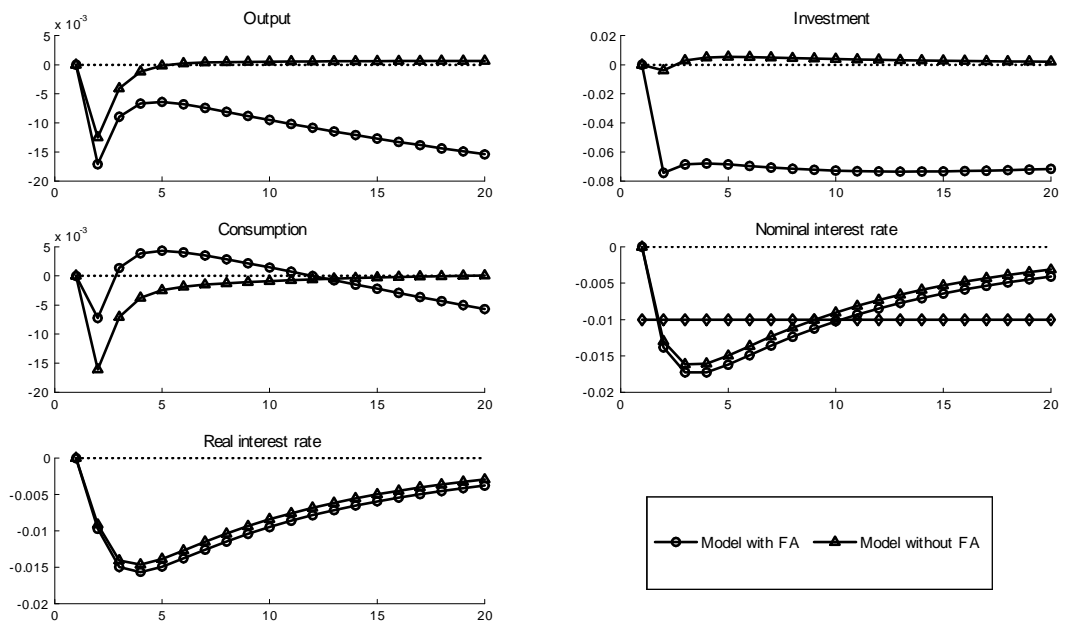 Output
x 10-3
5
0
-5
-10
-15
-20
0 5 10 15 20
Investment
0.02
0
-0.02
-0.04
-0.06
-0.08
0 5 10 15 20
Consumption
x 10-3
5
0
-5
-10
-15
-20
0 5 10 15 20
Nominal interest rate
0
-0.005
-0.01
-0.015
-0.02
0 5 10 15 20
Real interest rate
0
-0.005
-0.01
-0.015
-0.02
0 5 10 15 20
Model with FA Model without FA